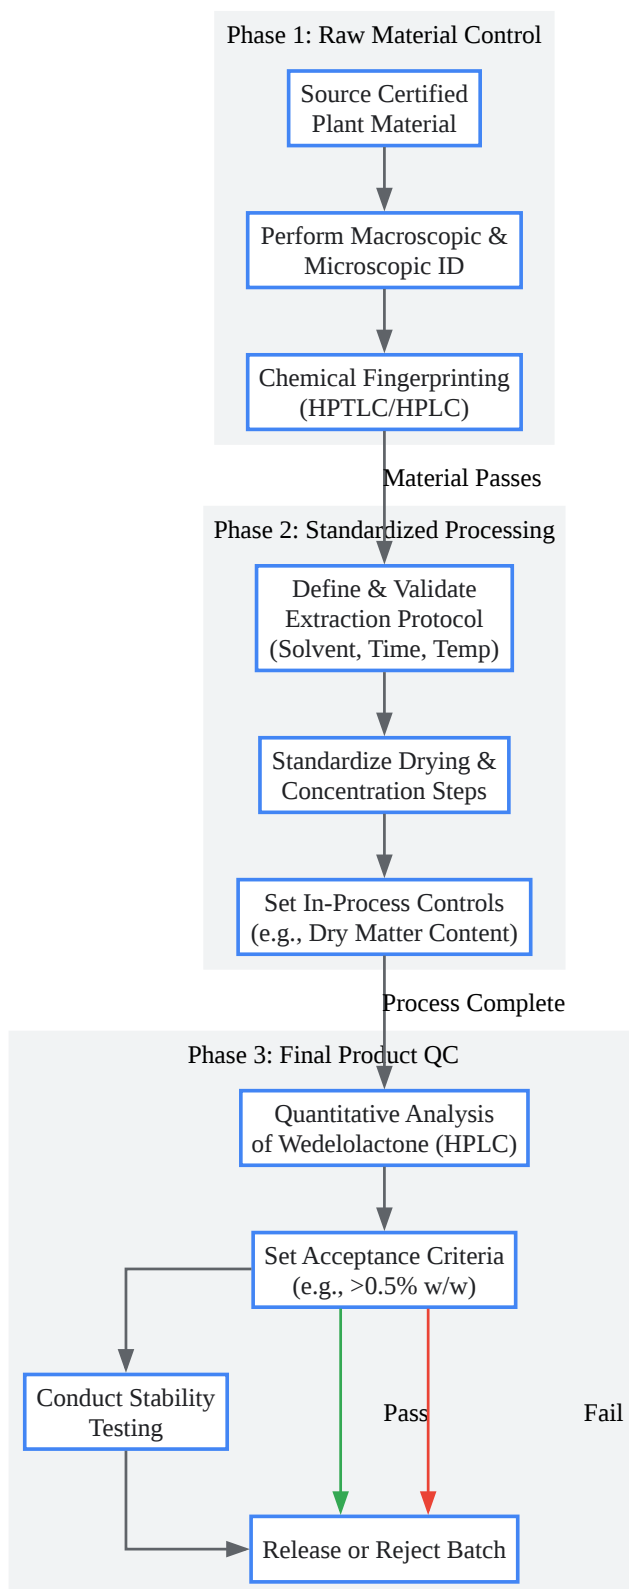 Phase 1: Raw Material Control
Source Certified
Plant Material
Perform Macroscopic &
Microscopic ID
Chemical Fingerprinting
(HPTLC/HPLC)
Material Passes
Phase 2: Standardized Processing
Define & Validate
Extraction Protocol
(Solvent, Time, Temp)
Standardize Drying &
Concentration Steps
Set In-Process Controls
(e.g., Dry Matter Content)
Process Complete
Phase 3: Final Product QC
Quantitative Analysis
of Wedelolactone (HPLC)
Set Acceptance Criteria
(e.g., >0.5% w/w)
Conduct Stability
Testing
Pass
Fail
Release or Reject Batch